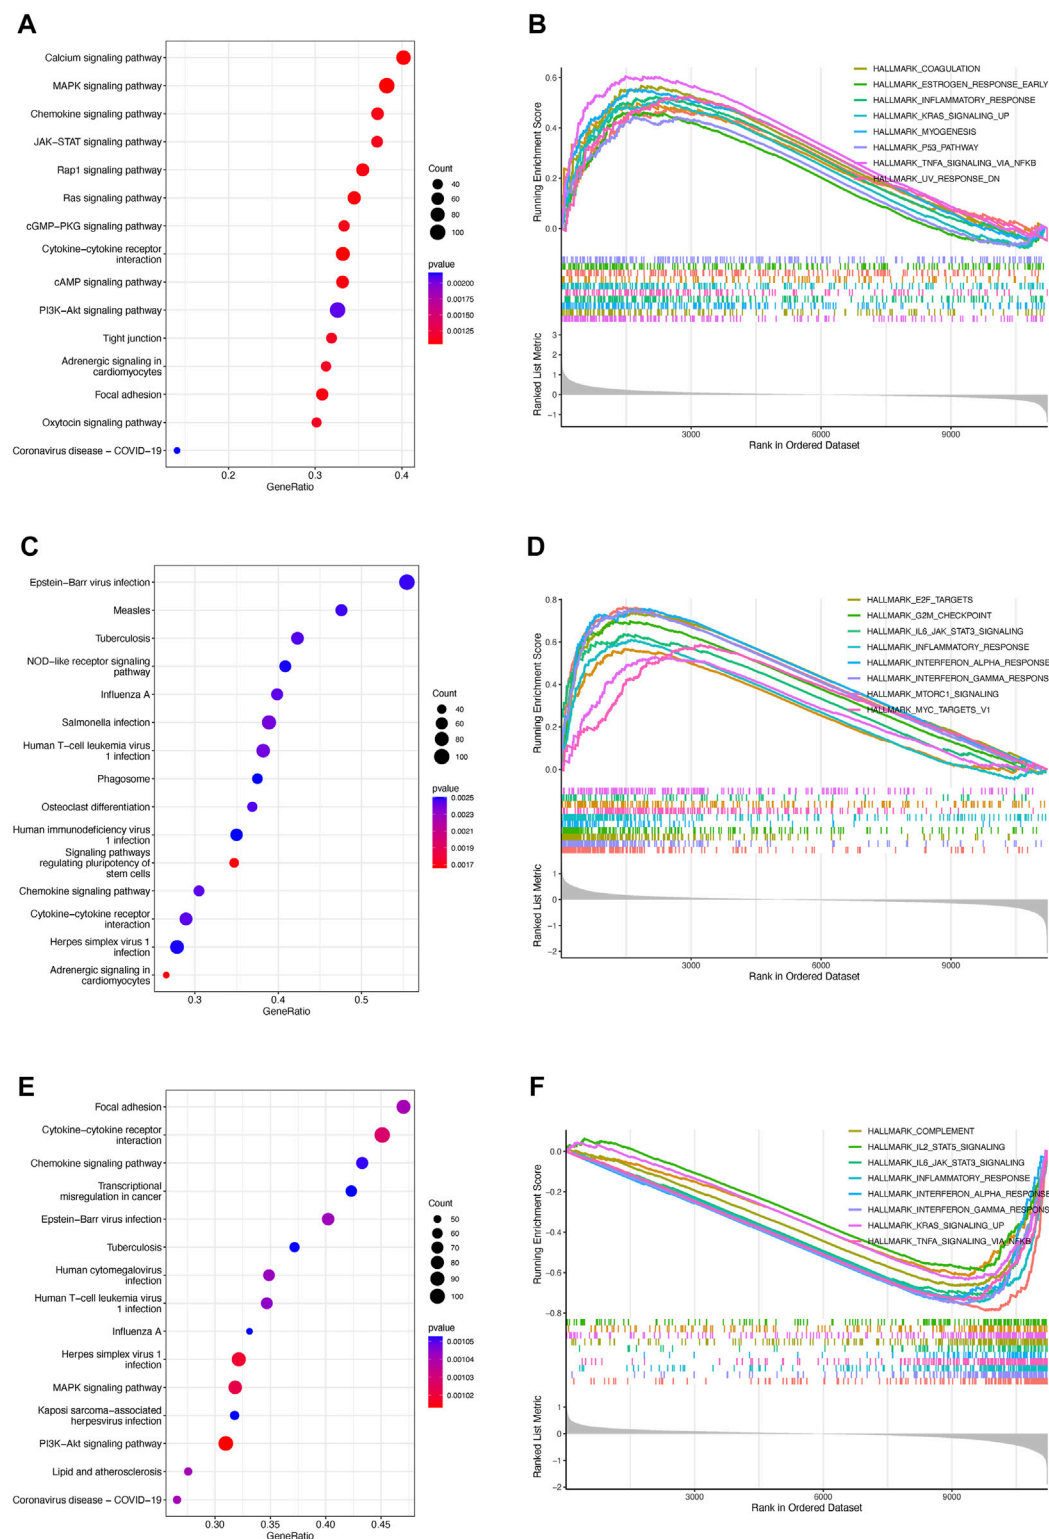 A
Calcium signaling pathway
MAPK signaling pathway
Chemokine signaling pathway
JAK−STAT signaling pathway
Rap1 signaling pathway
Ras signaling pathway
cGMP−PKG signaling pathway
Cytokine−cytokine receptor
interaction
cAMP signaling pathway
PI3K−Akt signaling pathway
Tight junction
Adrenergic signaling in
cardiomyocytes
Focal adhesion
Oxytocin signaling pathway
Coronavirus disease − COVID−19
0.2 0.3 0.4
GeneRatio
Count
40
60
80
100
pvalue
0.00200
0.00175
0.00150
0.00125
B
Running Enrichment Score
0.6
0.4
0.2
0.0
HALLMARK_COAGULATION
HALLMARK_ESTROGEN_RESPONSE_EARLY
HALLMARK_INFLAMMATORY_RESPONSE
HALLMARK_KRAS_SIGNALING_UP
HALLMARK_MYOGENESIS
HALLMARK_P53_PATHWAY
HALLMARK_TNFA_SIGNALING_VIA_NFKB
HALLMARK_UV_RESPONSE_DN
Ranked List Metric
3
2
1
0
−1
3000 6000 9000
Rank in Ordered Dataset
C
Epstein−Barr virus infection
Measles
Tuberculosis
NOD−like receptor signaling
pathway
Influenza A
Salmonella infection
Human T−cell leukemia virus
1 infection
Phagosome
Osteoclast differentiation
Human immunodeficiency virus
1 infection
Signaling pathways
regulating pluripotency of
stem cells
Chemokine signaling pathway
Cytokine−cytokine receptor
interaction
Herpes simplex virus 1
infection
Adrenergic signaling in
cardiomyocytes
0.3 0.4 0.5
GeneRatio
Count
40
60
80
100
pvalue
0.0025
0.0023
0.0021
0.0019
0.0017
D
Running Enrichment Score
0.8
0.6
0.4
0.2
0.0
HALLMARK_E2F_TARGETS
HALLMARK_G2M_CHECKPOINT
HALLMARK_IL6_JAK_STAT3_SIGNALING
HALLMARK_INFLAMMATORY_RESPONSE
HALLMARK_INTERFERON_ALPHA_RESPONSE
HALLMARK_INTERFERON_GAMMA_RESPONS
HALLMARK_MTORC1_SIGNALING
HALLMARK_MYC_TARGETS_V1
Ranked List Metric
1
0
−1
−2
3000 6000 9000
Rank in Ordered Dataset
E
Focal adhesion
Cytokine−cytokine receptor
interaction
Chemokine signaling pathway
Transcriptional
misregulation in cancer
Epstein−Barr virus infection
Tuberculosis
Human cytomegalovirus
infection
Human T−cell leukemia virus
1 infection
Influenza A
Herpes simplex virus 1
infection
MAPK signaling pathway
Kaposi sarcoma−associated
herpesvirus infection
PI3K−Akt signaling pathway
Lipid and atherosclerosis
Coronavirus disease − COVID−19
0.30 0.35 0.40 0.45
GeneRatio
Count
50
60
70
80
90
100
pvalue
0.00105
0.00104
0.00103
0.00102
F
Running Enrichment Score
0.0
−0.2
−0.4
−0.6
−0.8
HALLMARK_COMPLEMENT
HALLMARK_IL2_STAT5_SIGNALING
HALLMARK_IL6_JAK_STAT3_SIGNALING
HALLMARK_INFLAMMATORY_RESPONSE
HALLMARK_INTERFERON_ALPHA_RESPONSE
HALLMARK_INTERFERON_GAMMA_RESPONS
HALLMARK_KRAS_SIGNALING_UP
HALLMARK_TNFA_SIGNALING_VIA_NFKB
Ranked List Metric
1
0
−1
−2
3000 6000 9000
Rank in Ordered Dataset